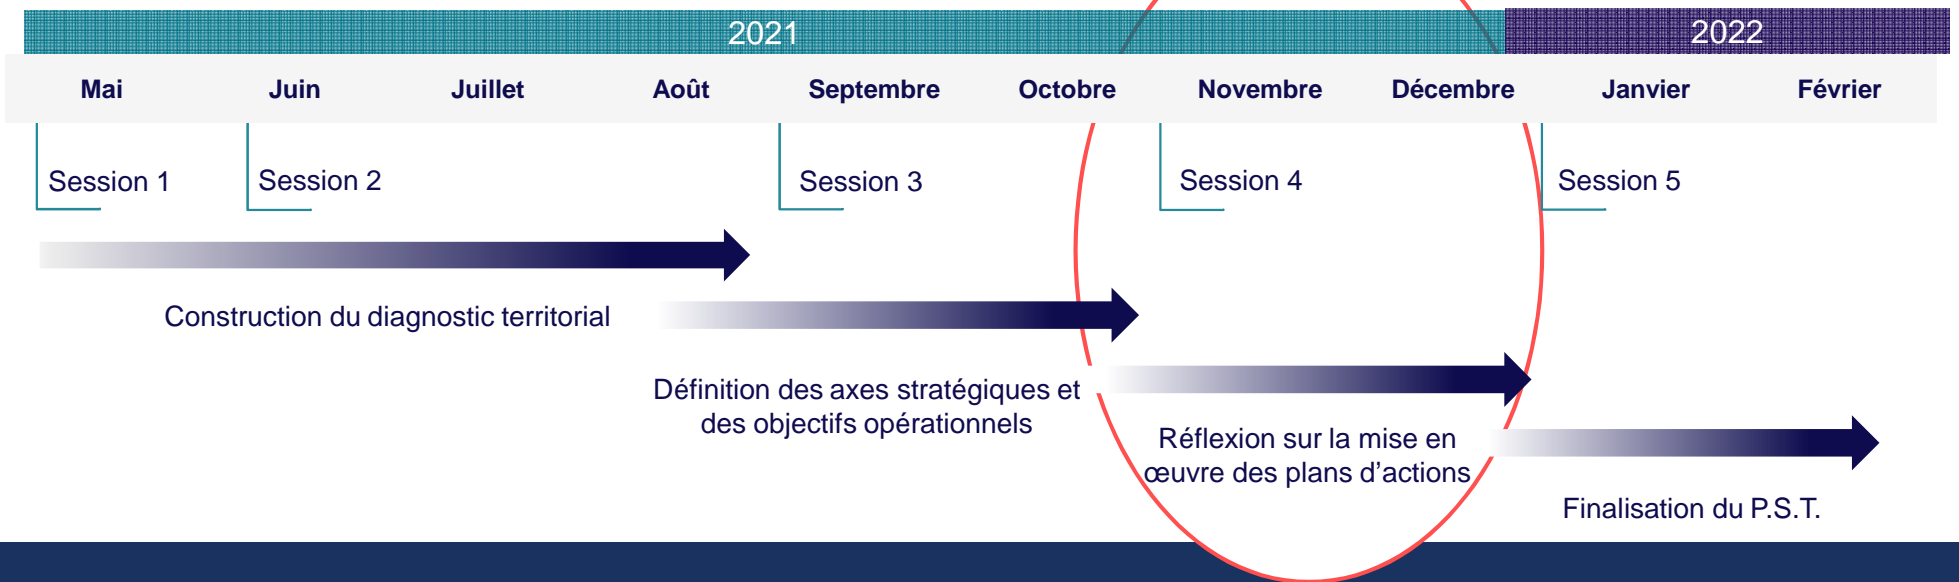 2021 2022
Mai Juin Juillet Août Septembre Octobre Novembre Décembre Janvier Février
Session 1 Session 2 Session 3 Session 4 Session 5
Construction du diagnostic territorial
Définition des axes stratégiques et
des objectifs opérationnels
Réflexion sur la mise en
œuvre des plans d’actions
Finalisation du P.S.T.